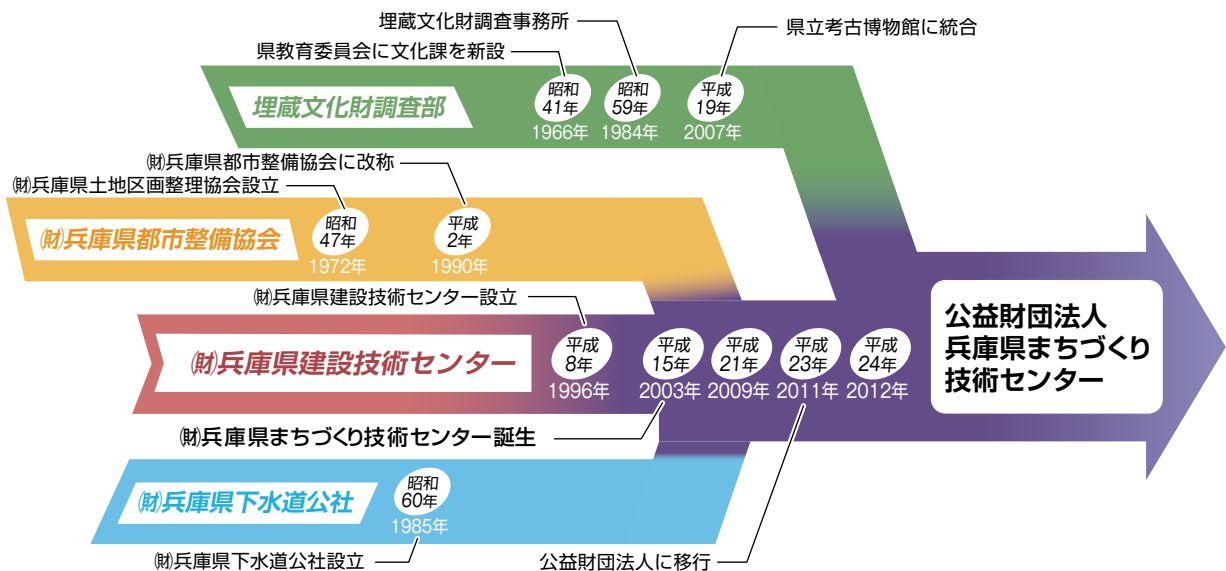 埋蔵文化財調査事務所
県教育委員会に文化課を新設
県立考古博物館に統合
埋蔵文化財調査部
昭和
41年
1966年
昭和
59年
1984年
平成
19年
2007年
㈶兵庫県都市整備協会に改称
㈶兵庫県土地区画整理協会設立
㈶兵庫県都市整備協会
昭和
47年
1972年
平成
2年
1990年
㈶兵庫県建設技術センター設立
㈶兵庫県建設技術センター
平成
8年
1996年
平成
15年
2003年
平成
21年
2009年
平成
23年
2011年
平成
24年
2012年
公益財団法人
兵庫県まちづくり
技術センター
㈶兵庫県まちづくり技術センター誕生
㈶兵庫県下水道公社
昭和
60年
1985年
㈶兵庫県下水道公社設立
公益財団法人に移行